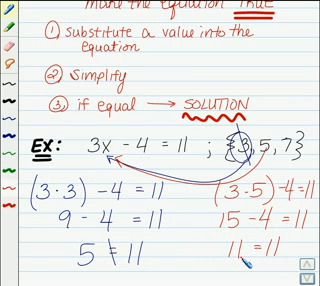 make the equation TRUE
① Substitute a value into the
equation
② Simplify
③ if equal → SOLUTION
EX: 3x - 4 = 11 ; {3, 5, 7}
(3·3) - 4 = 11
9 - 4 = 11
5 ≠ 11
(3·5) - 4 = 11
15 - 4 = 11
11 = 11